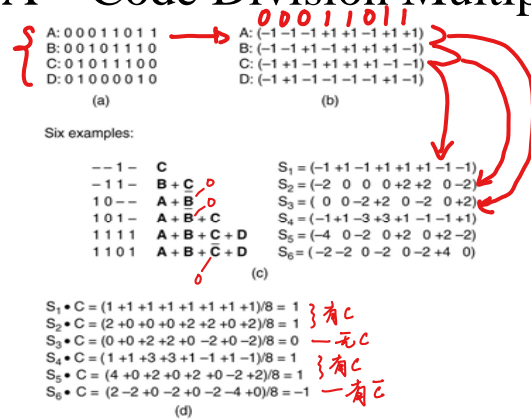 A – Code Division Multip
0 0 0 1 1 0 1 1
A: 0 0 0 1 1 0 1 1
B: 0 0 1 0 1 1 1 0
C: 0 1 0 1 1 1 0 0
D: 0 1 0 0 0 0 1 0
(a)
A: (–1 –1 –1 +1 +1 –1 +1 +1)
B: (–1 –1 +1 –1 +1 +1 +1 –1)
C: (–1 +1 –1 +1 +1 +1 –1 –1)
D: (–1 +1 –1 –1 –1 –1 +1 –1)
(b)
Six examples:
– – 1 – C S₁ = (–1 +1 –1 +1 +1 +1 –1 –1)
– 1 1 – B + C 0 S₂ = (–2 0 0 0 +2 +2 0 –2)
1 0 – – A + B̅ 0 S₃ = ( 0 0 –2 +2 0 –2 0 +2)
1 0 1 – A + B̅ + C S₄ = (–1 +1 –3 +3 +1 –1 –1 +1)
1 1 1 1 A + B + C + D S₅ = (–4 0 –2 0 +2 0 +2 –2)
1 1 0 1 A + B + C̅ + D S₆ = (–2 –2 0 –2 0 –2 +4 0)
0
(c)
S₁ • C = (1 +1 +1 +1 +1 +1 +1 +1)/8 = 1
S₂ • C = (2 +0 +0 +0 +2 +2 +0 +2)/8 = 1
有C
S₃ • C = (0 +0 +2 +2 +0 –2 +0 –2)/8 = 0 无C
S₄ • C = (1 +1 +3 +3 +1 –1 +1 –1)/8 = 1
S₅ • C = (4 +0 +2 +0 +2 +0 –2 +2)/8 = 1
有C
S₆ • C = (2 –2 +0 –2 +0 –2 –4 +0)/8 = –1 有C̅
(d)